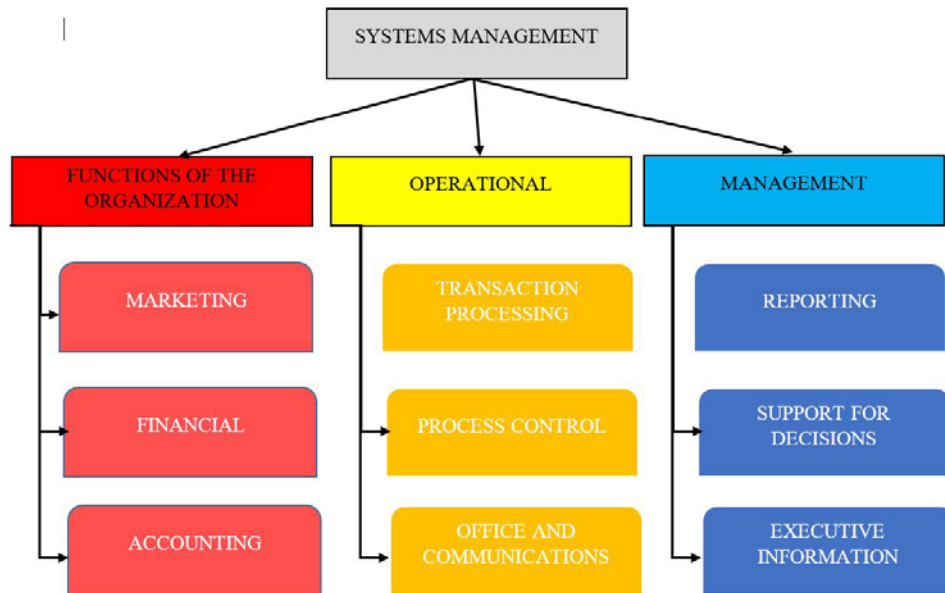 SYSTEMS MANAGEMENT
FUNCTIONS OF THE
ORGANIZATION
OPERATIONAL
MANAGEMENT
MARKETING
TRANSACTION
PROCESSING
REPORTING
FINANCIAL
PROCESS CONTROL
SUPPORT FOR
DECISIONS
ACCOUNTING
OFFICE AND
COMMUNICATIONS
EXECUTIVE
INFORMATION